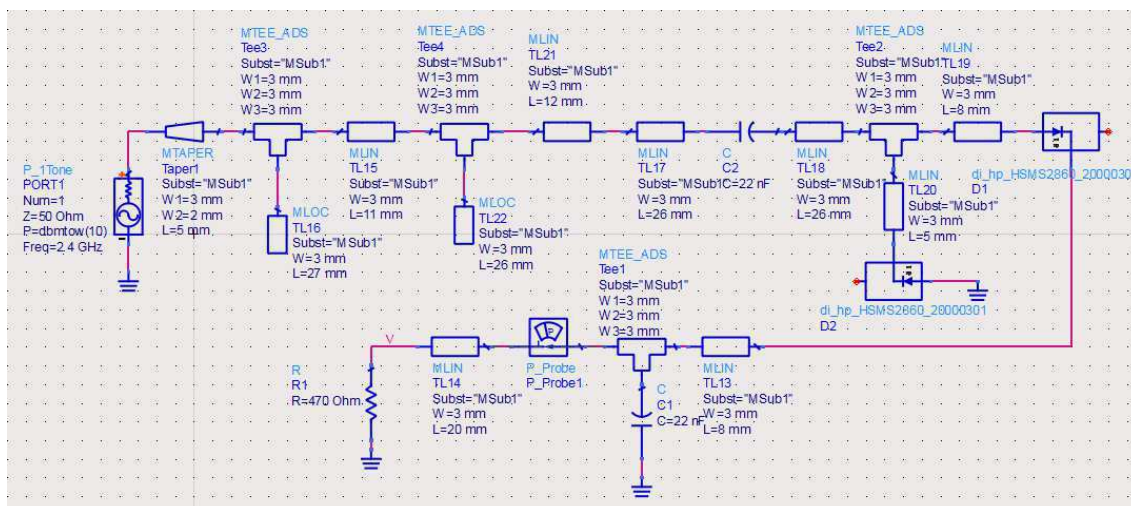 MTEE_ADS
Tee3
Subst="MSub1"
W1=3 mm
W2=3 mm
W3=3 mm
MTEE_ADS
Tee4
Subst="MSub1"
W1=3 mm
W2=3 mm
W3=3 mm
MLIN
TL21
Subst="MSub1"
W=3 mm
L=12 mm
MTEE_ADS
Tee2
Subst="MSub1"
W1=3 mm
W2=3 mm
W3=3 mm
MLIN
TL19
Subst="MSub1"
W=3 mm
L=8 mm
P_1Tone
PORT1
Num=1
Z=50 Ohm
P=dbmtow(10)
Freq=2.4 GHz
MTAPER
Taper1
Subst="MSub1"
W1=3 mm
W2=2 mm
L=5 mm
MLOC
TL16
Subst="MSub1"
W=3 mm
L=27 mm
MLIN
TL15
Subst="MSub1"
W=3 mm
L=11 mm
MLOC
TL22
Subst="MSub1"
W=3 mm
L=26 mm
MLIN
TL17
Subst="MSub1"
W=3 mm
L=26 mm
C
C2
C=22 nF
MLIN
TL18
Subst="MSub1"
W=3 mm
L=26 mm
MLIN
TL20
Subst="MSub1"
W=3 mm
L=5 mm
di_hp_HSMS2860_20000301
D1
di_hp_HSMS2860_20000301
D2
MTEE_ADS
Tee1
Subst="MSub1"
W1=3 mm
W2=3 mm
W3=3 mm
V
R
R1
R=470 Ohm
MLIN
TL14
Subst="MSub1"
W=3 mm
L=20 mm
P
P_Probe
P_Probe1
C
C1
C=22 nF
MLIN
TL13
Subst="MSub1"
W=3 mm
L=8 mm